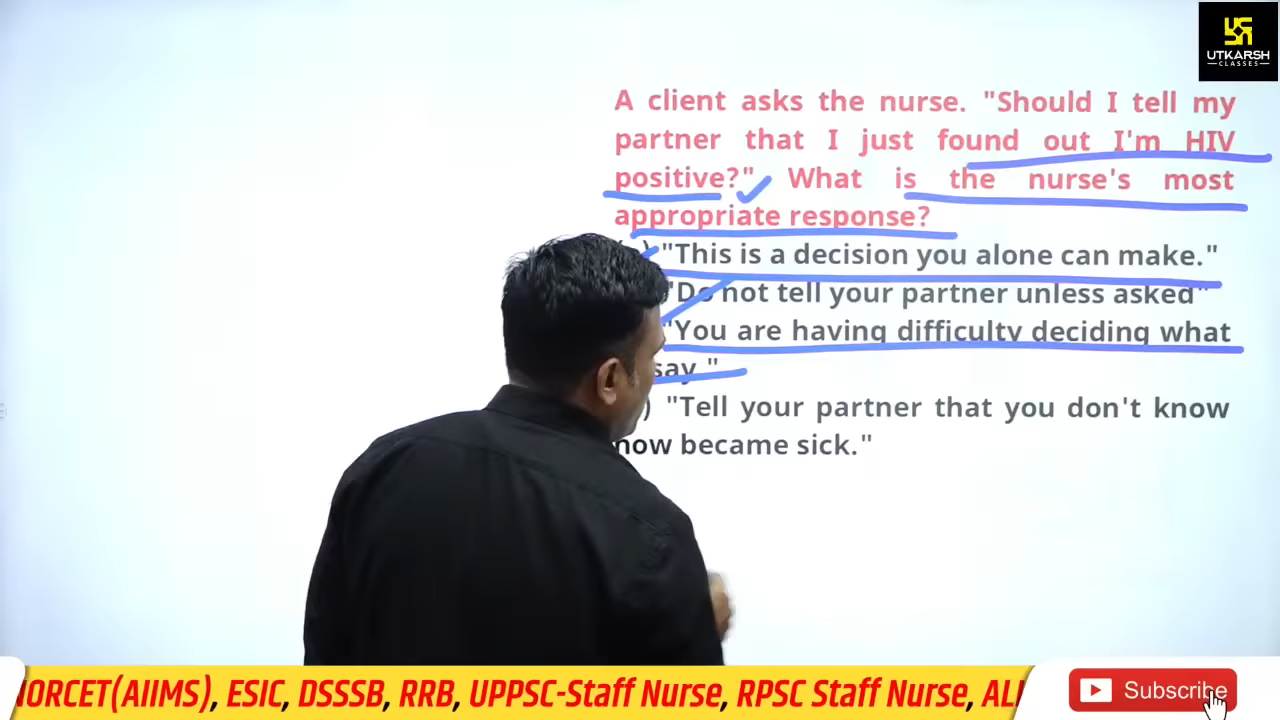 UTKARSH
CLASSES
A client asks the nurse. "Should I tell my
partner that I just found out I'm HIV
positive?" What is the nurse's most
appropriate response?
"This is a decision you alone can make."
"Do not tell your partner unless asked"
"You are having difficulty deciding what
say."
) "Tell your partner that you don't know
how became sick."
NORCET(AIIMS), ESIC, DSSSB, RRB, UPPSC-Staff Nurse, RPSC Staff Nurse,
Subscribe